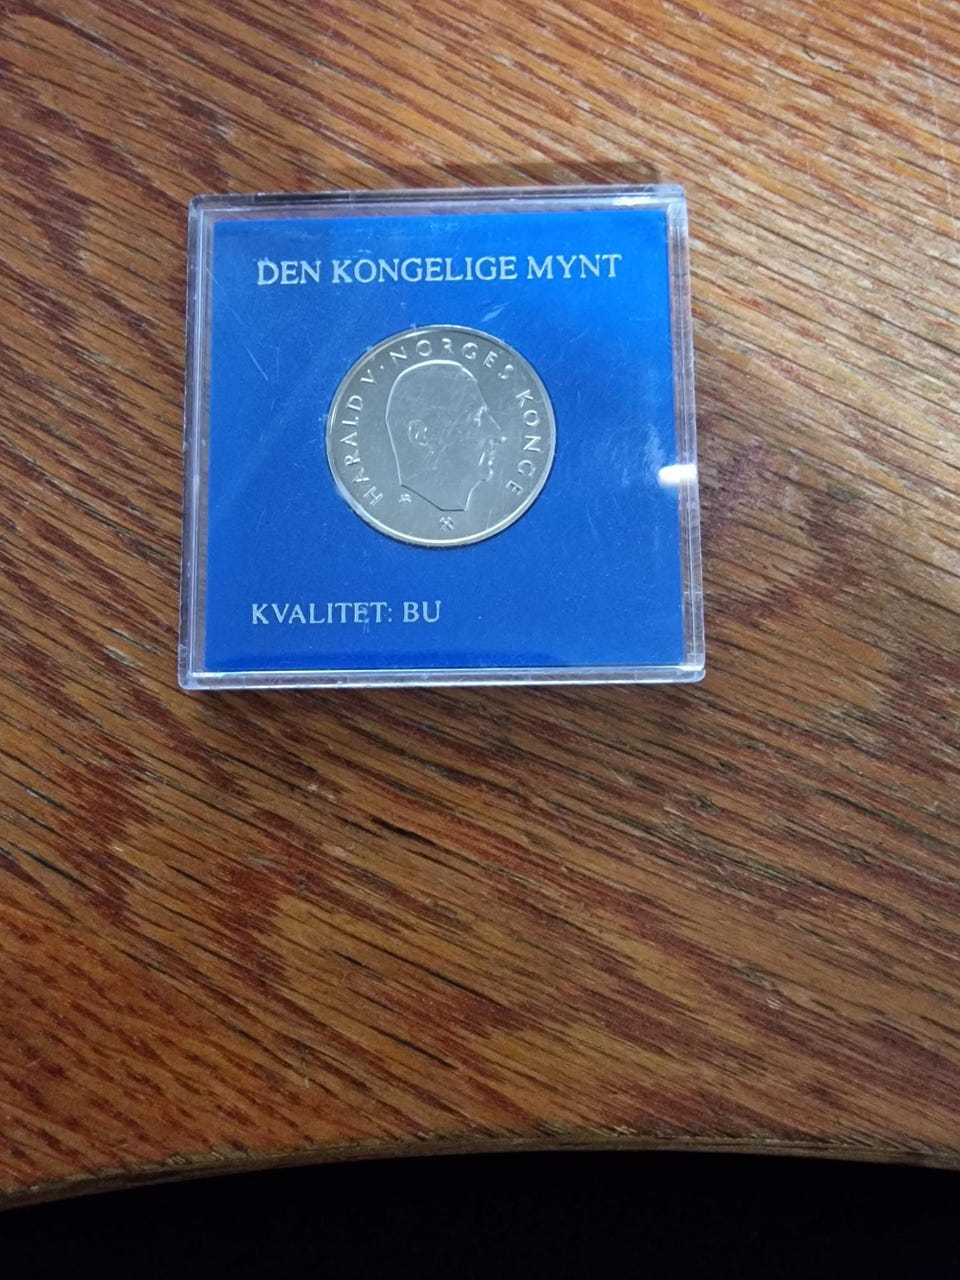 DEN KONGELIGE MYNT
HARALD V · NORGES KONGE
KVALITET: BU